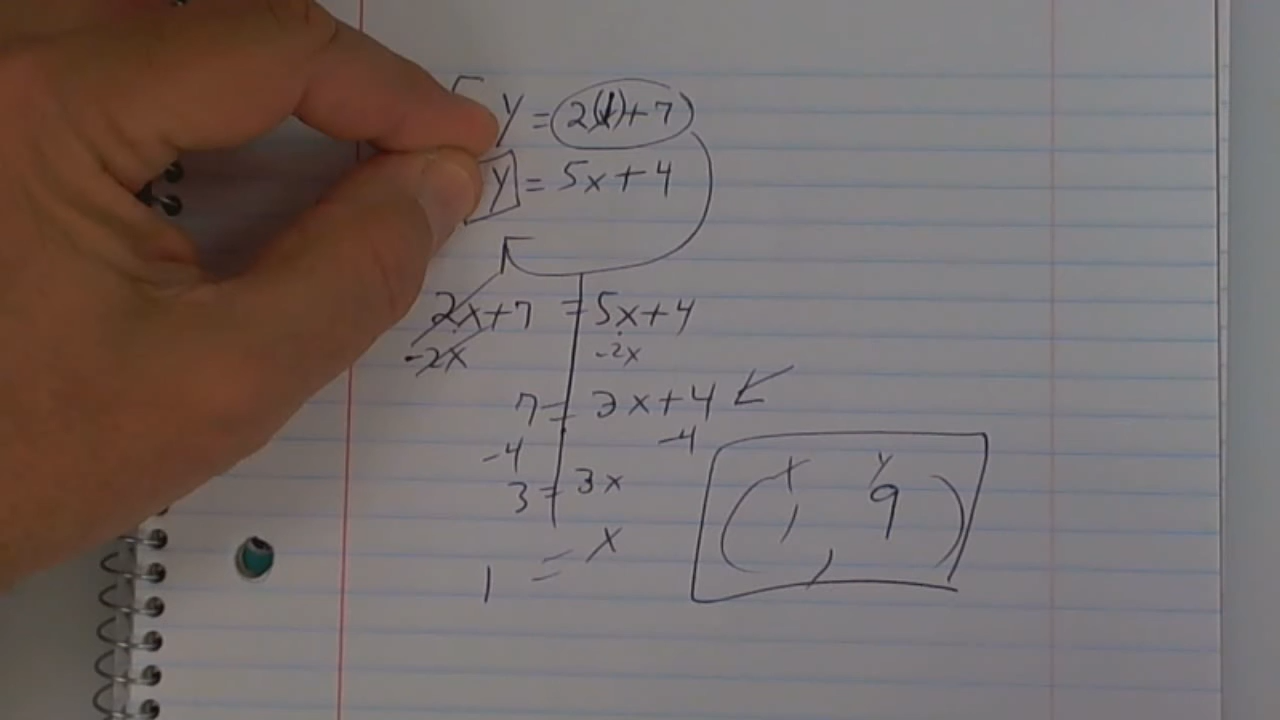 y = 2(1)+7
y = 5x+4
2x+7 = 5x+4
-2x -2x
7 = 3x+4
-4 -4
3 = 3x
1 = x
x y
(1, 9)